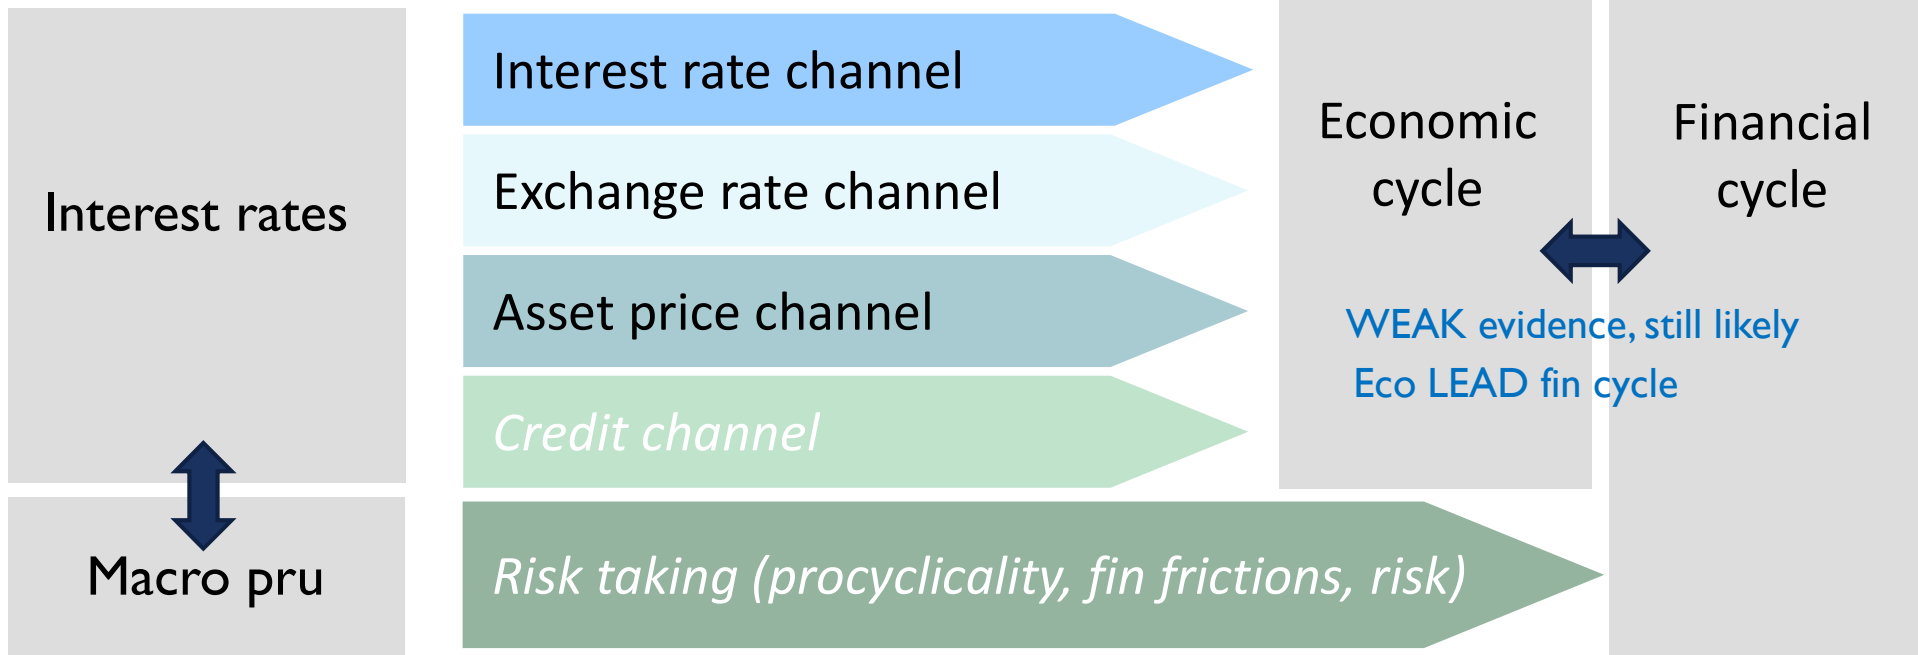 Interest rates
Macro pru
Interest rate channel
Exchange rate channel
Asset price channel
Credit channel
Risk taking (procyclicality, fin frictions, risk)
Economic
cycle
Financial
cycle
WEAK evidence, still likely
Eco LEAD fin cycle